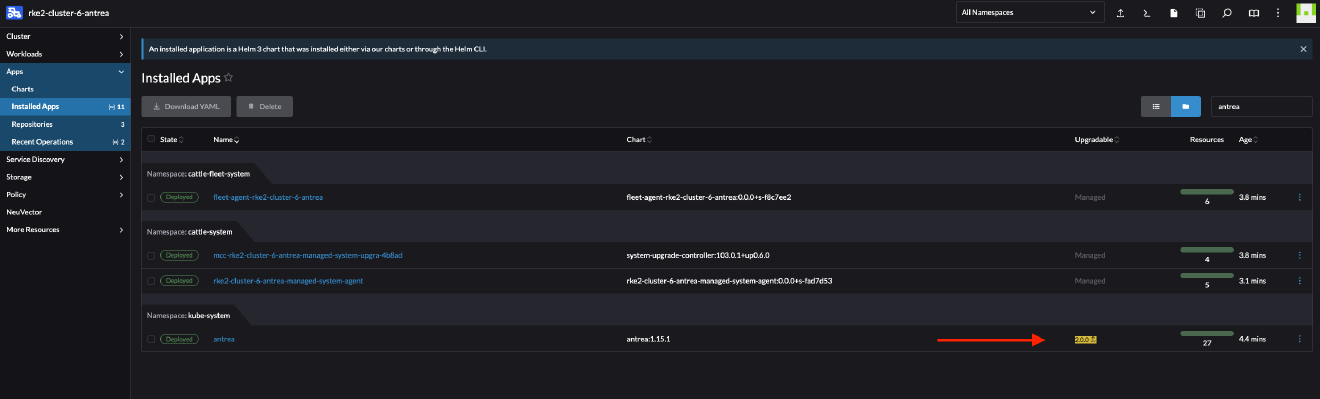 rke2-cluster-6-antrea
All Namespaces
Cluster
Workloads
Apps
Charts
Installed Apps 11
Repositories 3
Recent Operations 2
Service Discovery
Storage
Policy
NeuVector
More Resources
An installed application is a Helm 3 chart that was installed either via our charts or through the Helm CLI.
Installed Apps
Download YAML Delete antrea
State Name Chart Upgradable Resources Age
Namespace: cattle-fleet-system
Deployed fleet-agent-rke2-cluster-6-antrea fleet-agent-rke2-cluster-6-antrea:0.0.0+s-f8c7ee2 Managed 6 3.8 mins
Namespace: cattle-system
Deployed mcc-rke2-cluster-6-antrea-managed-system-upgra-4b8ad system-upgrade-controller:103.0.1+up0.6.0 Managed 4 3.8 mins
Deployed rke2-cluster-6-antrea-managed-system-agent rke2-cluster-6-antrea-managed-system-agent:0.0.0+s-fad7d53 Managed 5 3.1 mins
Namespace: kube-system
Deployed antrea antrea:1.15.1 2.0.0 27 4.4 mins